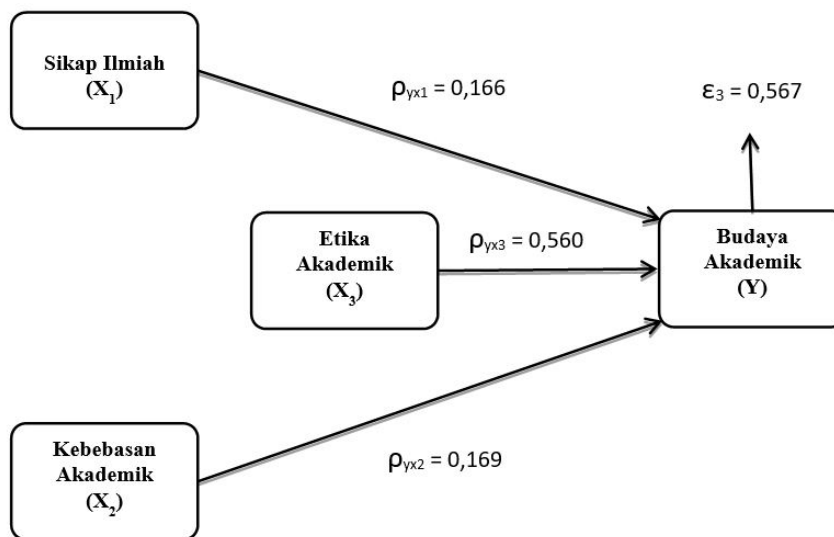 Sikap Ilmiah
(X₁)
ρyx1 = 0,166
ε₃ = 0,567
Etika
Akademik
(X₃)
ρyx3 = 0,560
Budaya
Akademik
(Y)
Kebebasan
Akademik
(X₂)
ρyx2 = 0,169